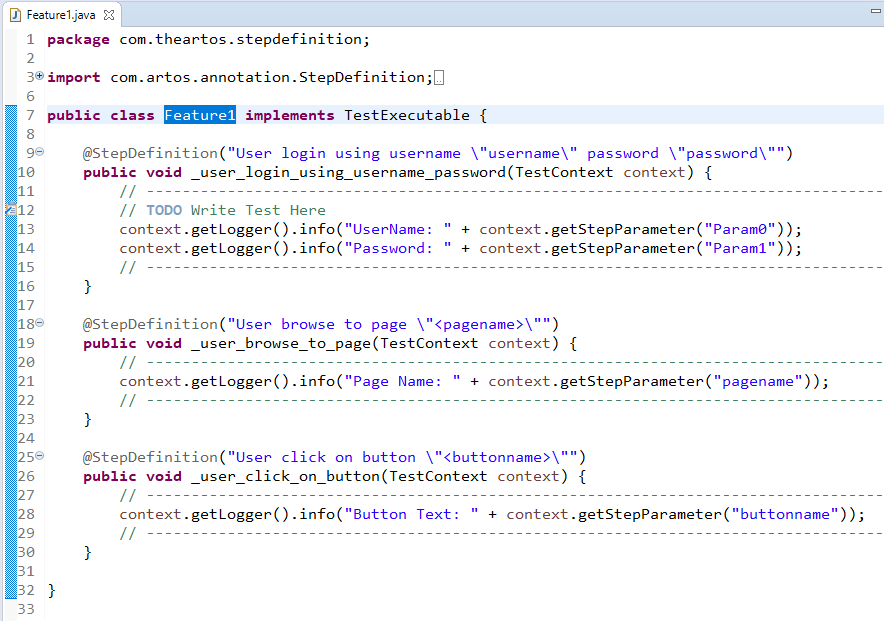 Feature1.java
1 package com.theartos.stepdefinition;
2
3 import com.artos.annotation.StepDefinition;
6
7 public class Feature1 implements TestExecutable {
8
9 @StepDefinition("User login using username \"username\" password \"password\"")
10 public void _user_login_using_username_password(TestContext context) {
11 // ----------------------------------------------------------------------------------
12 // TODO Write Test Here
13 context.getLogger().info("UserName: " + context.getStepParameter("Param0"));
14 context.getLogger().info("Password: " + context.getStepParameter("Param1"));
15 // ----------------------------------------------------------------------------------
16 }
17
18 @StepDefinition("User browse to page \"<pagename>\"")
19 public void _user_browse_to_page(TestContext context) {
20 // ----------------------------------------------------------------------------------
21 context.getLogger().info("Page Name: " + context.getStepParameter("pagename"));
22 // ----------------------------------------------------------------------------------
23 }
24
25 @StepDefinition("User click on button \"<buttonname>\"")
26 public void _user_click_on_button(TestContext context) {
27 // ----------------------------------------------------------------------------------
28 context.getLogger().info("Button Text: " + context.getStepParameter("buttonname"));
29 // ----------------------------------------------------------------------------------
30 }
31
32 }
33